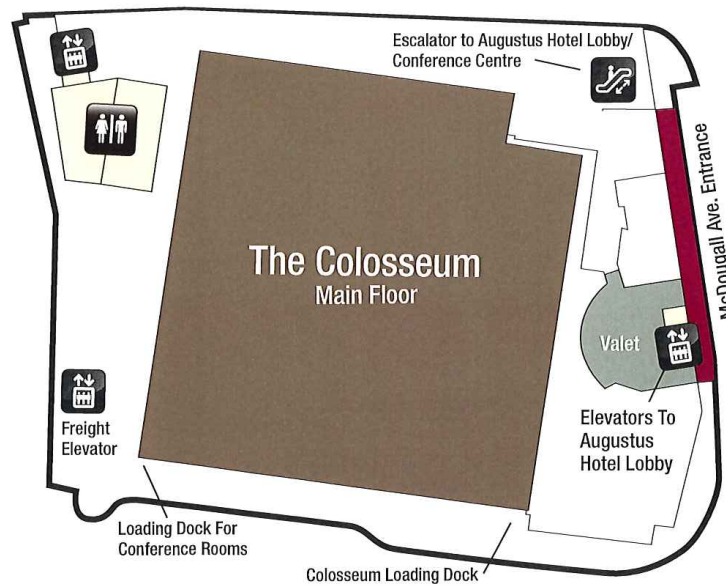 Escalator to Augustus Hotel Lobby/
Conference Centre
McDougall Ave. Entrance
The Colosseum
Main Floor
Valet
Elevators To
Augustus
Hotel Lobby
Freight
Elevator
Loading Dock For
Conference Rooms
Colosseum Loading Dock